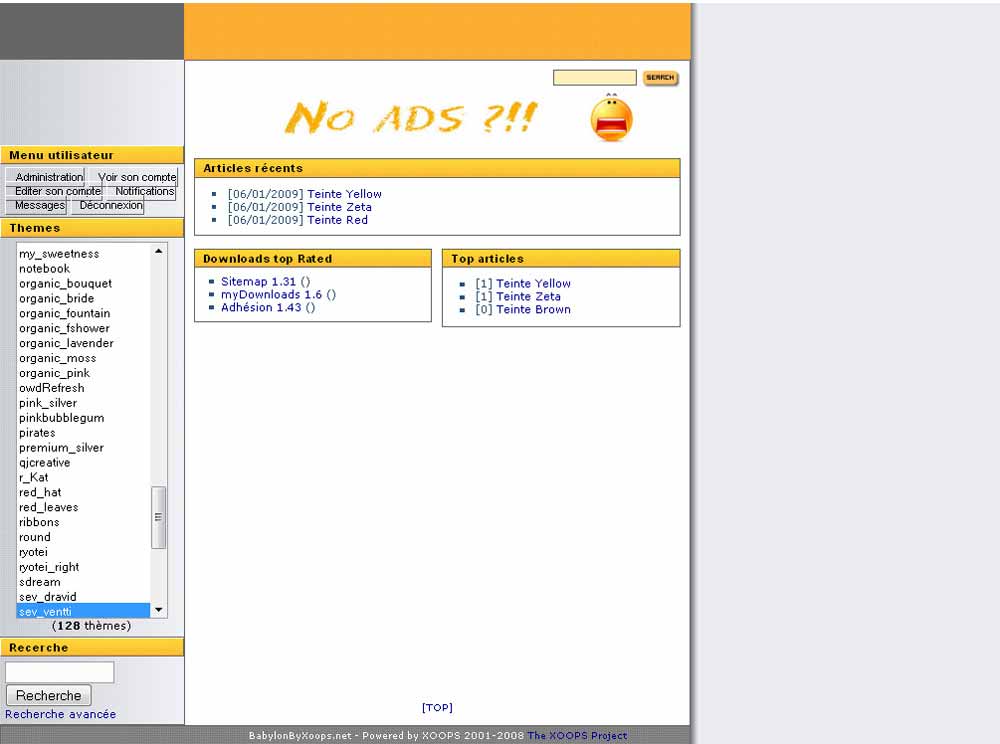 SEARCH
No ADS ?!!
Menu utilisateur
Administration Voir son compte
Editer son compte Notifications
Messages Déconnexion
Themes
my_sweetness
notebook
organic_bouquet
organic_bride
organic_fountain
organic_fshower
organic_lavender
organic_moss
organic_pink
owdRefresh
pink_silver
pinkbubblegum
pirates
premium_silver
qjcreative
r_Kat
red_hat
red_leaves
ribbons
round
ryotei
ryotei_right
sdream
sev_dravid
sev_ventti
(128 thèmes)
Recerche
Recherche
Recherche avancée
Articles récents
[06/01/2009] Teinte Yellow
[06/01/2009] Teinte Zeta
[06/01/2009] Teinte Red
Downloads top Rated
Sitemap 1.31 ()
myDownloads 1.6 ()
Adhésion 1.43 ()
Top articles
[1] Teinte Yellow
[1] Teinte Zeta
[0] Teinte Brown
[TOP]
BabylonByXoops.net - Powered by XOOPS 2001-2008 The XOOPS Project